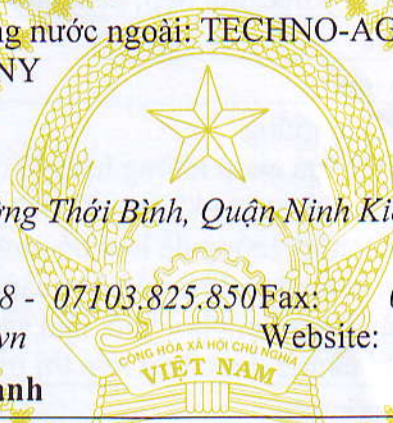 ng nước ngoài: TECHNO-AG
NY
ờng Thới Bình, Quận Ninh Ki
8 - 07103.825.850Fax:
vn Website:
CỘNG HÒA XÃ HỘI CHỦ NGHĨA
VIỆT NAM
anh